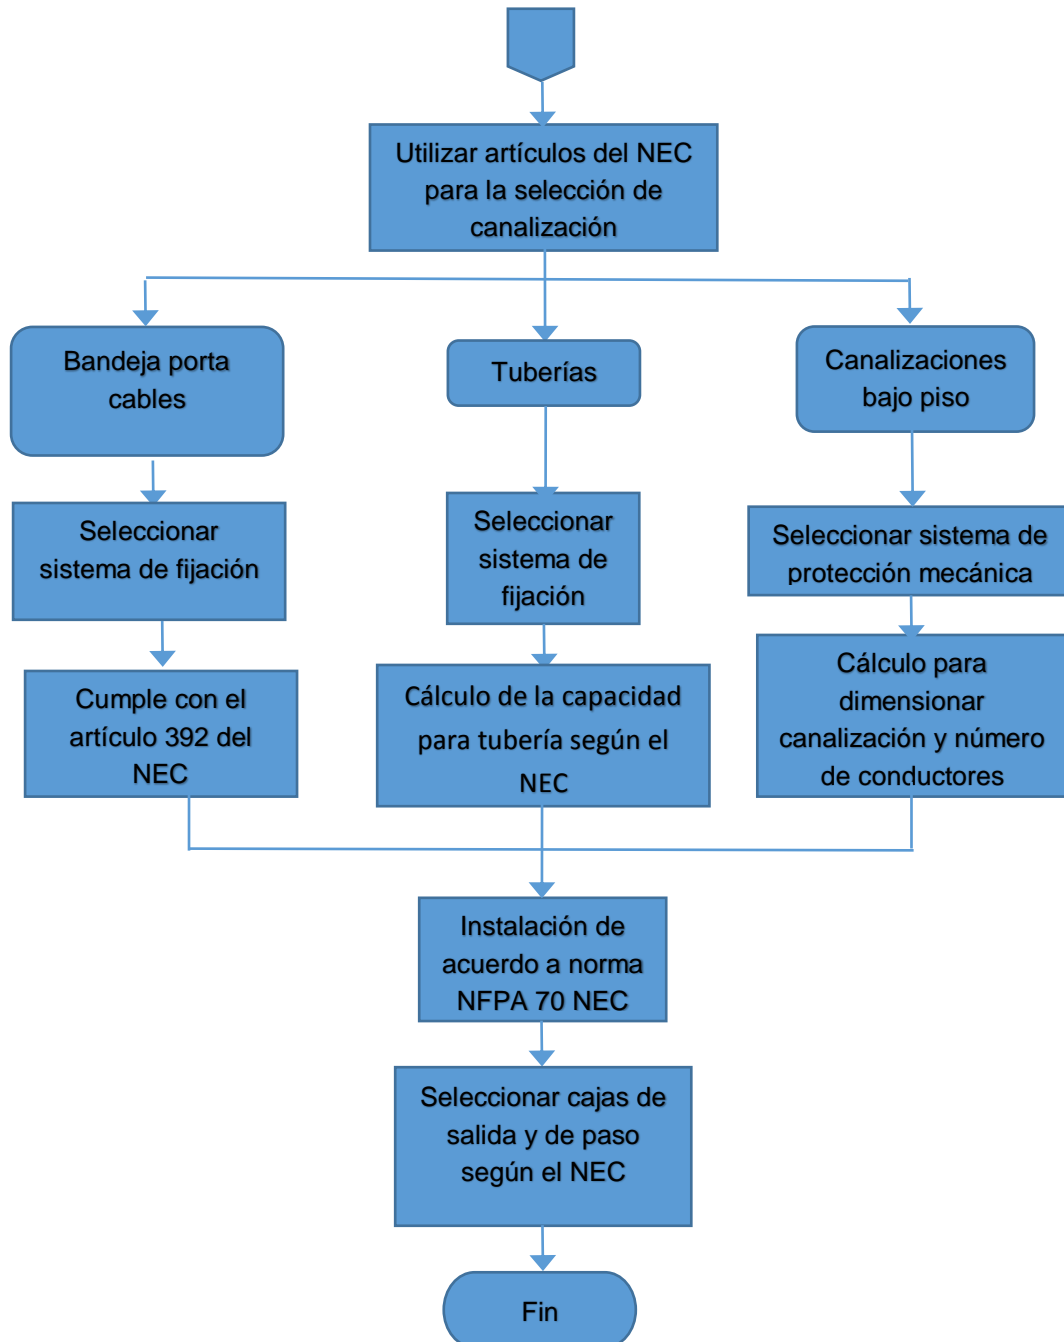 Utilizar artículos del NEC
para la selección de
canalización
Bandeja porta
cables
Tuberías
Canalizaciones
bajo piso
Seleccionar
sistema de fijación
Seleccionar
sistema de
fijación
Seleccionar sistema de
protección mecánica
Cumple con el
artículo 392 del
NEC
Cálculo de la capacidad
para tubería según el
NEC
Cálculo para
dimensionar
canalización y número
de conductores
Instalación de
acuerdo a norma
NFPA 70 NEC
Seleccionar cajas de
salida y de paso
según el NEC
Fin